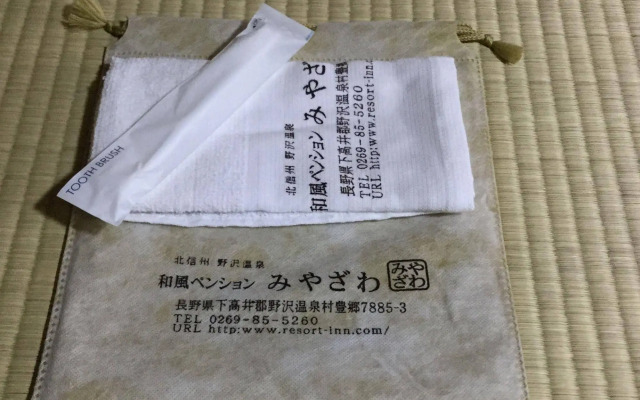 TOOTH BRUSH
北信州 野沢温泉
和風ペンション みやざ
長野県下高井郡野沢温泉村豊郷
TEL 0269-85-5260
URL http:www.resort-inn.co
北信州 野沢温泉
和風ペンション みやざわ
みや
ざわ
長野県下高井郡野沢温泉村豊郷7885-3
TEL 0269-85-5260
URL http:www.resort-inn.com/